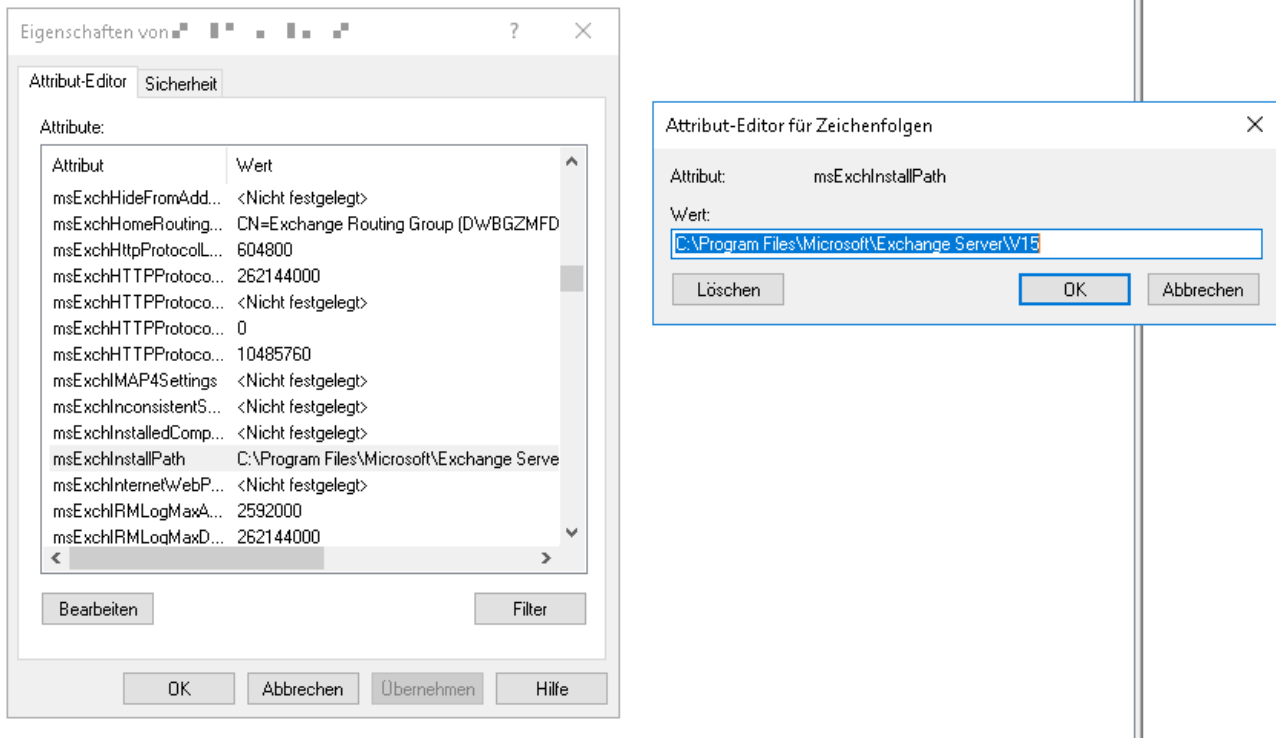 Eigenschaften von
Attribut-Editor Sicherheit
Attribute:
Attribut Wert
msExchHideFromAdd... <Nicht festgelegt>
msExchHomeRouting... CN=Exchange Routing Group (DWBGZMFD
msExchHttpProtocolL... 604800
msExchHTTPProtoco... 262144000
msExchHTTPProtoco... <Nicht festgelegt>
msExchHTTPProtoco... 0
msExchHTTPProtoco... 10485760
msExchIMAP4Settings <Nicht festgelegt>
msExchInconsistentS... <Nicht festgelegt>
msExchInstalledComp... <Nicht festgelegt>
msExchInstallPath C:\Program Files\Microsoft\Exchange Serve
msExchInternetWebP... <Nicht festgelegt>
msExchIRMLogMaxA... 2592000
msExchIRMLogMaxD... 262144000
Bearbeiten Filter
OK Abbrechen Übernehmen Hilfe
Attribut-Editor für Zeichenfolgen
Attribut: msExchInstallPath
Wert:
C:\Program Files\Microsoft\Exchange Server\V15
Löschen OK Abbrechen